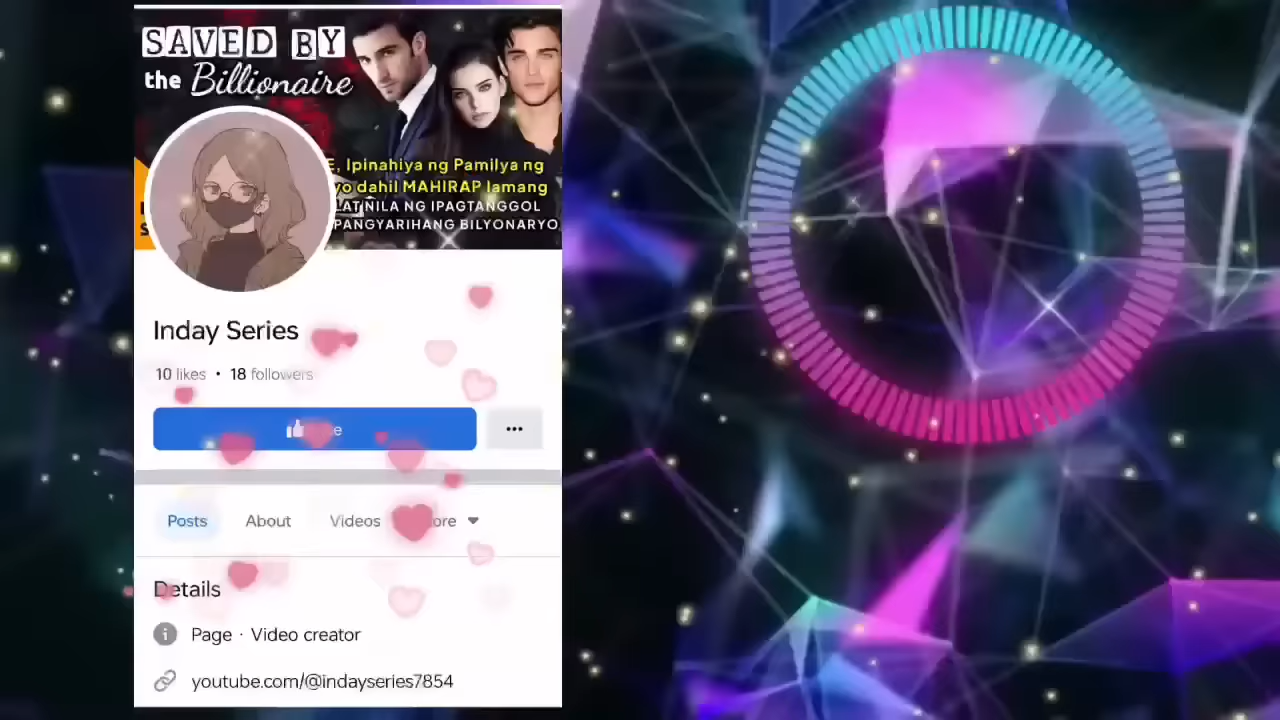 SAVED BY
the Billionaire
E, Ipinahiya ng Pamilya ng
yo dahil MAHIRAP lamang
NILA NG IPAGTANGGOL
PANGYARIHANG BILYONARYO
Inday Series
10 likes • 18 followers
•••
Posts About Videos
Details
Page · Video creator
youtube.com/@indayseries7854